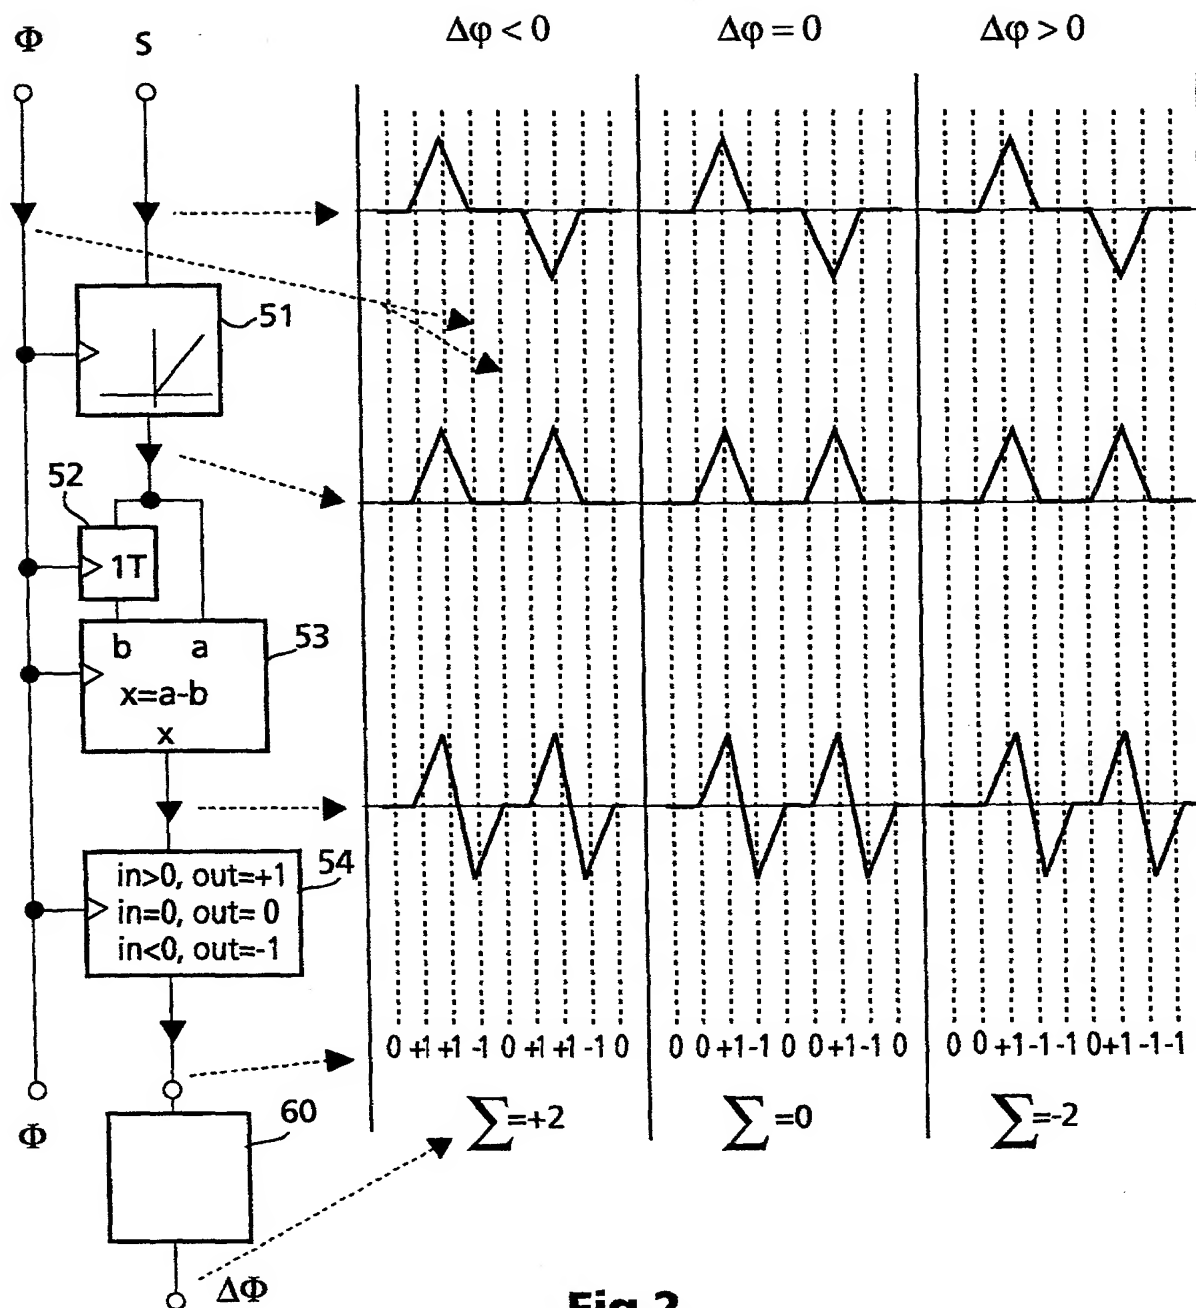 Φ S Δφ < 0 Δφ = 0 Δφ > 0
51
52
1T
b a 53
x=a-b
x
in>0, out=+1 54
in=0, out= 0
in<0, out=-1
0 +1 +1 -1 0 +1 +1 -1 0 0 0 +1 -1 0 0 +1 -1 0 0 0 +1 -1 -1 0 +1 -1 -1
Φ 60 ∑=+2 ∑=0 ∑=-2
ΔΦ
Fig 2